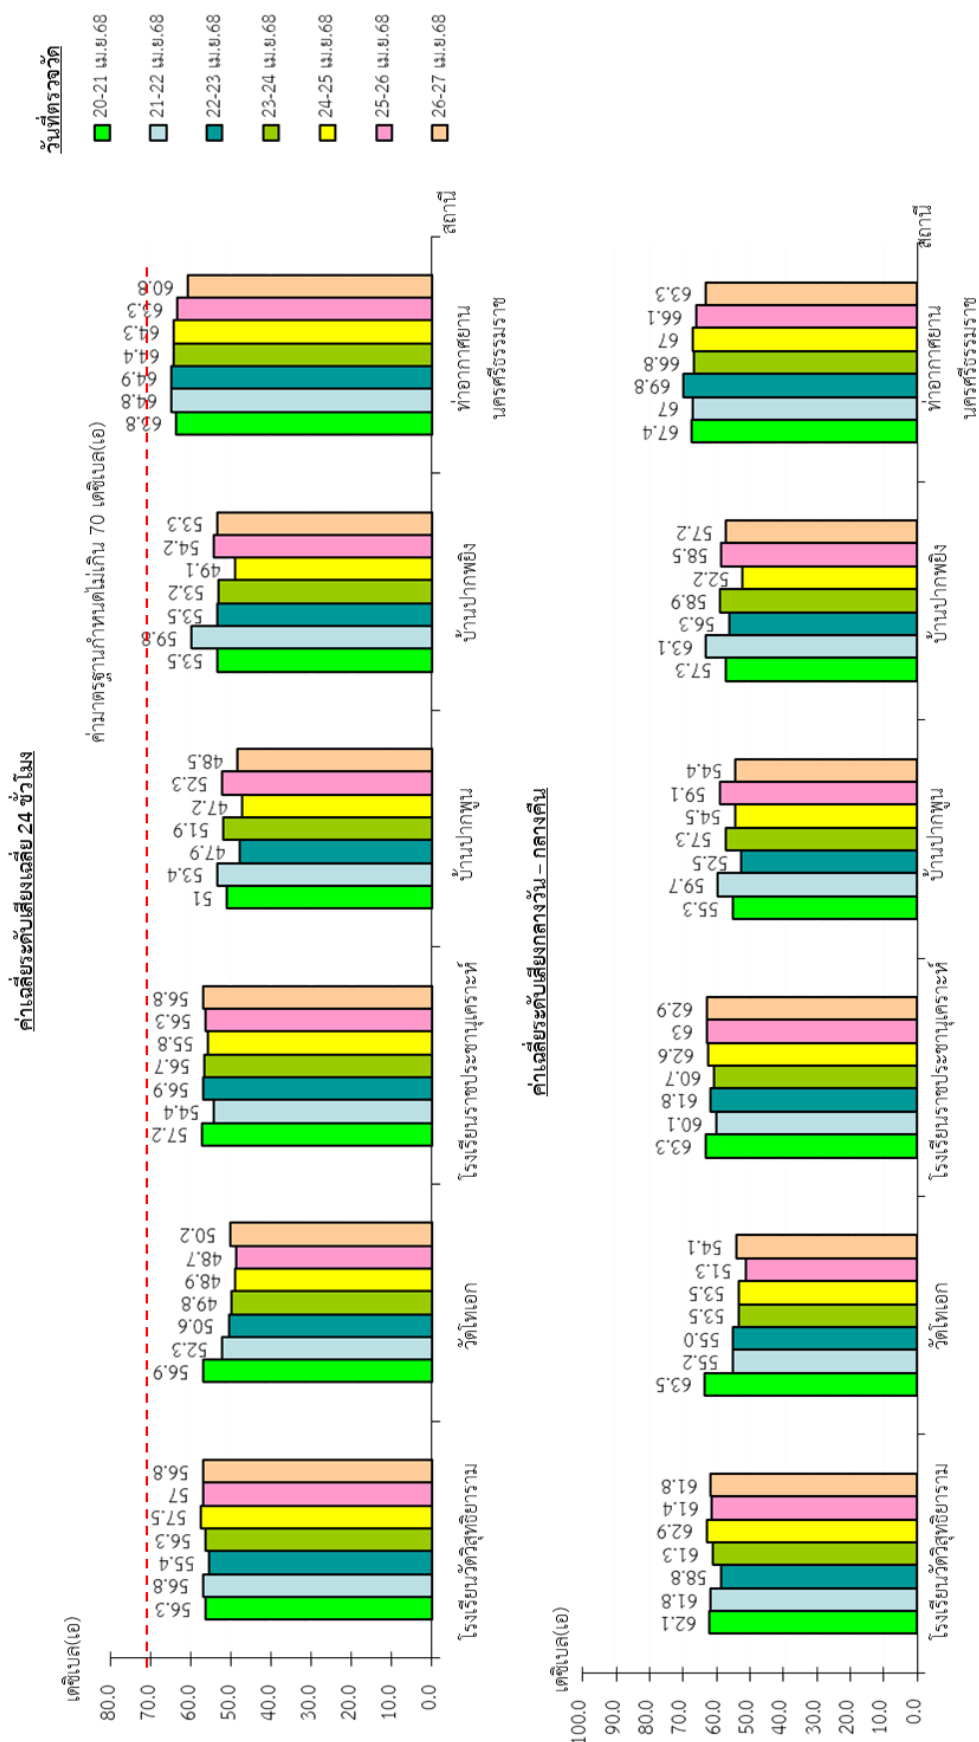 ค่าเฉลี่ยระดับเสียงเฉลี่ย 24 ชั่วโมง
เดซิเบล(เอ)
ค่ามาตรฐานกำหนดไม่เกิน 70 เดซิเบล(เอ)
วันที่ตรวจวัด
20-21 เม.ย.68
21-22 เม.ย.68
22-23 เม.ย.68
23-24 เม.ย.68
24-25 เม.ย.68
25-26 เม.ย.68
26-27 เม.ย.68
80.0
70.0
60.0
50.0
40.0
30.0
20.0
10.0
0.0
56.3 56.8 55.4 56.3 57.5 57 56.8
56.9 52.3 50.6 49.8 48.9 48.7 50.2
57.2 54.4 56.9 56.7 55.8 56.3 56.8
51 53.4 47.9 51.9 47.2 52.3 48.5
53.5 59.8 53.5 53.2 49.1 54.2 53.3
63.8 64.8 64.9 64.4 64.3 63.3 60.8
โรงเรียนวัดวิสุทธิยาราม
วัดโทเอก
โรงเรียนราชประชานุเคราะห์
บ้านปากพูน
บ้านปากพยิง
ท่าอากาศยาน
นครศรีธรรมราช
สถานี
ค่าเฉลี่ยระดับเสียงกลางวัน – กลางคืน
เดซิเบล(เอ)
100.0
90.0
80.0
70.0
60.0
50.0
40.0
30.0
20.0
10.0
0.0
62.1 61.8 58.8 61.3 62.9 61.4 61.8
63.5 55.2 55.0 53.5 53.5 51.3 54.1
63.3 60.1 61.8 60.7 62.6 63 62.9
55.3 59.7 52.5 57.3 54.5 59.1 54.4
57.3 63.1 56.3 58.9 52.2 58.5 57.2
67.4 67 69.8 66.8 67 66.1 63.3
โรงเรียนวัดวิสุทธิยาราม
วัดโทเอก
โรงเรียนราชประชานุเคราะห์
บ้านปากพูน
บ้านปากพยิง
ท่าอากาศยาน
นครศรีธรรมราช
สถานี